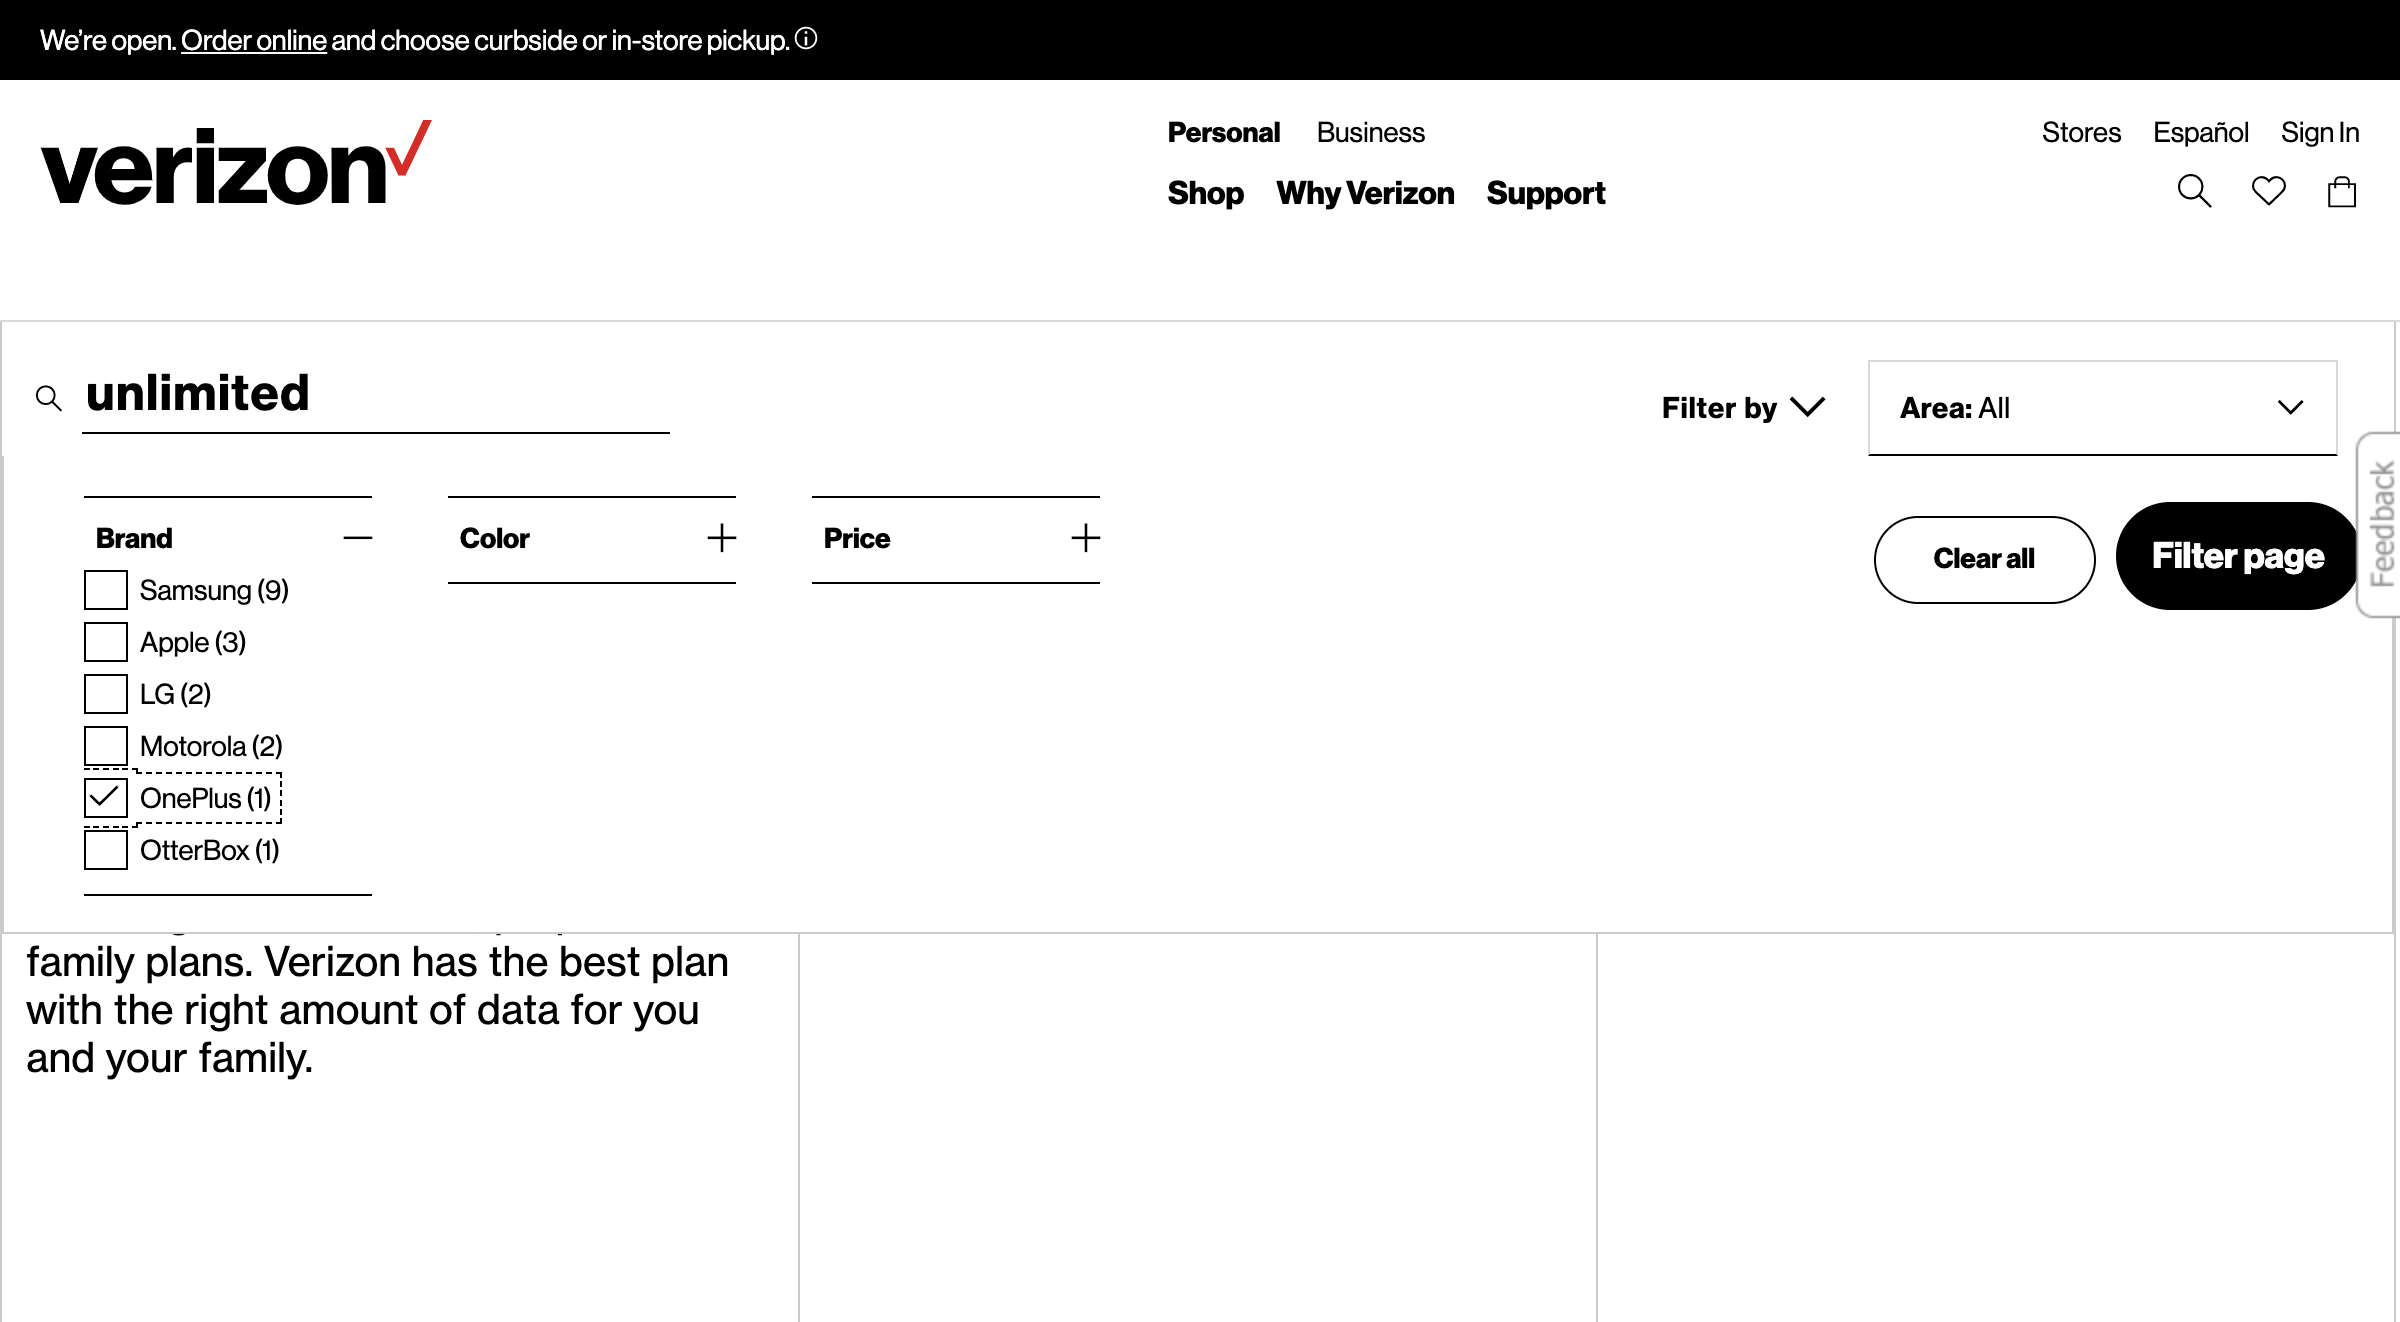 We're open. Order online and choose curbside or in-store pickup.
verizon
Personal Business
Stores Español Sign In
Shop Why Verizon Support
unlimited
Filter by
Area: All
Feedback
Brand
Color
Price
Clear all
Filter page
Samsung (9)
Apple (3)
LG (2)
Motorola (2)
OnePlus (1)
OtterBox (1)
family plans. Verizon has the best plan
with the right amount of data for you
and your family.